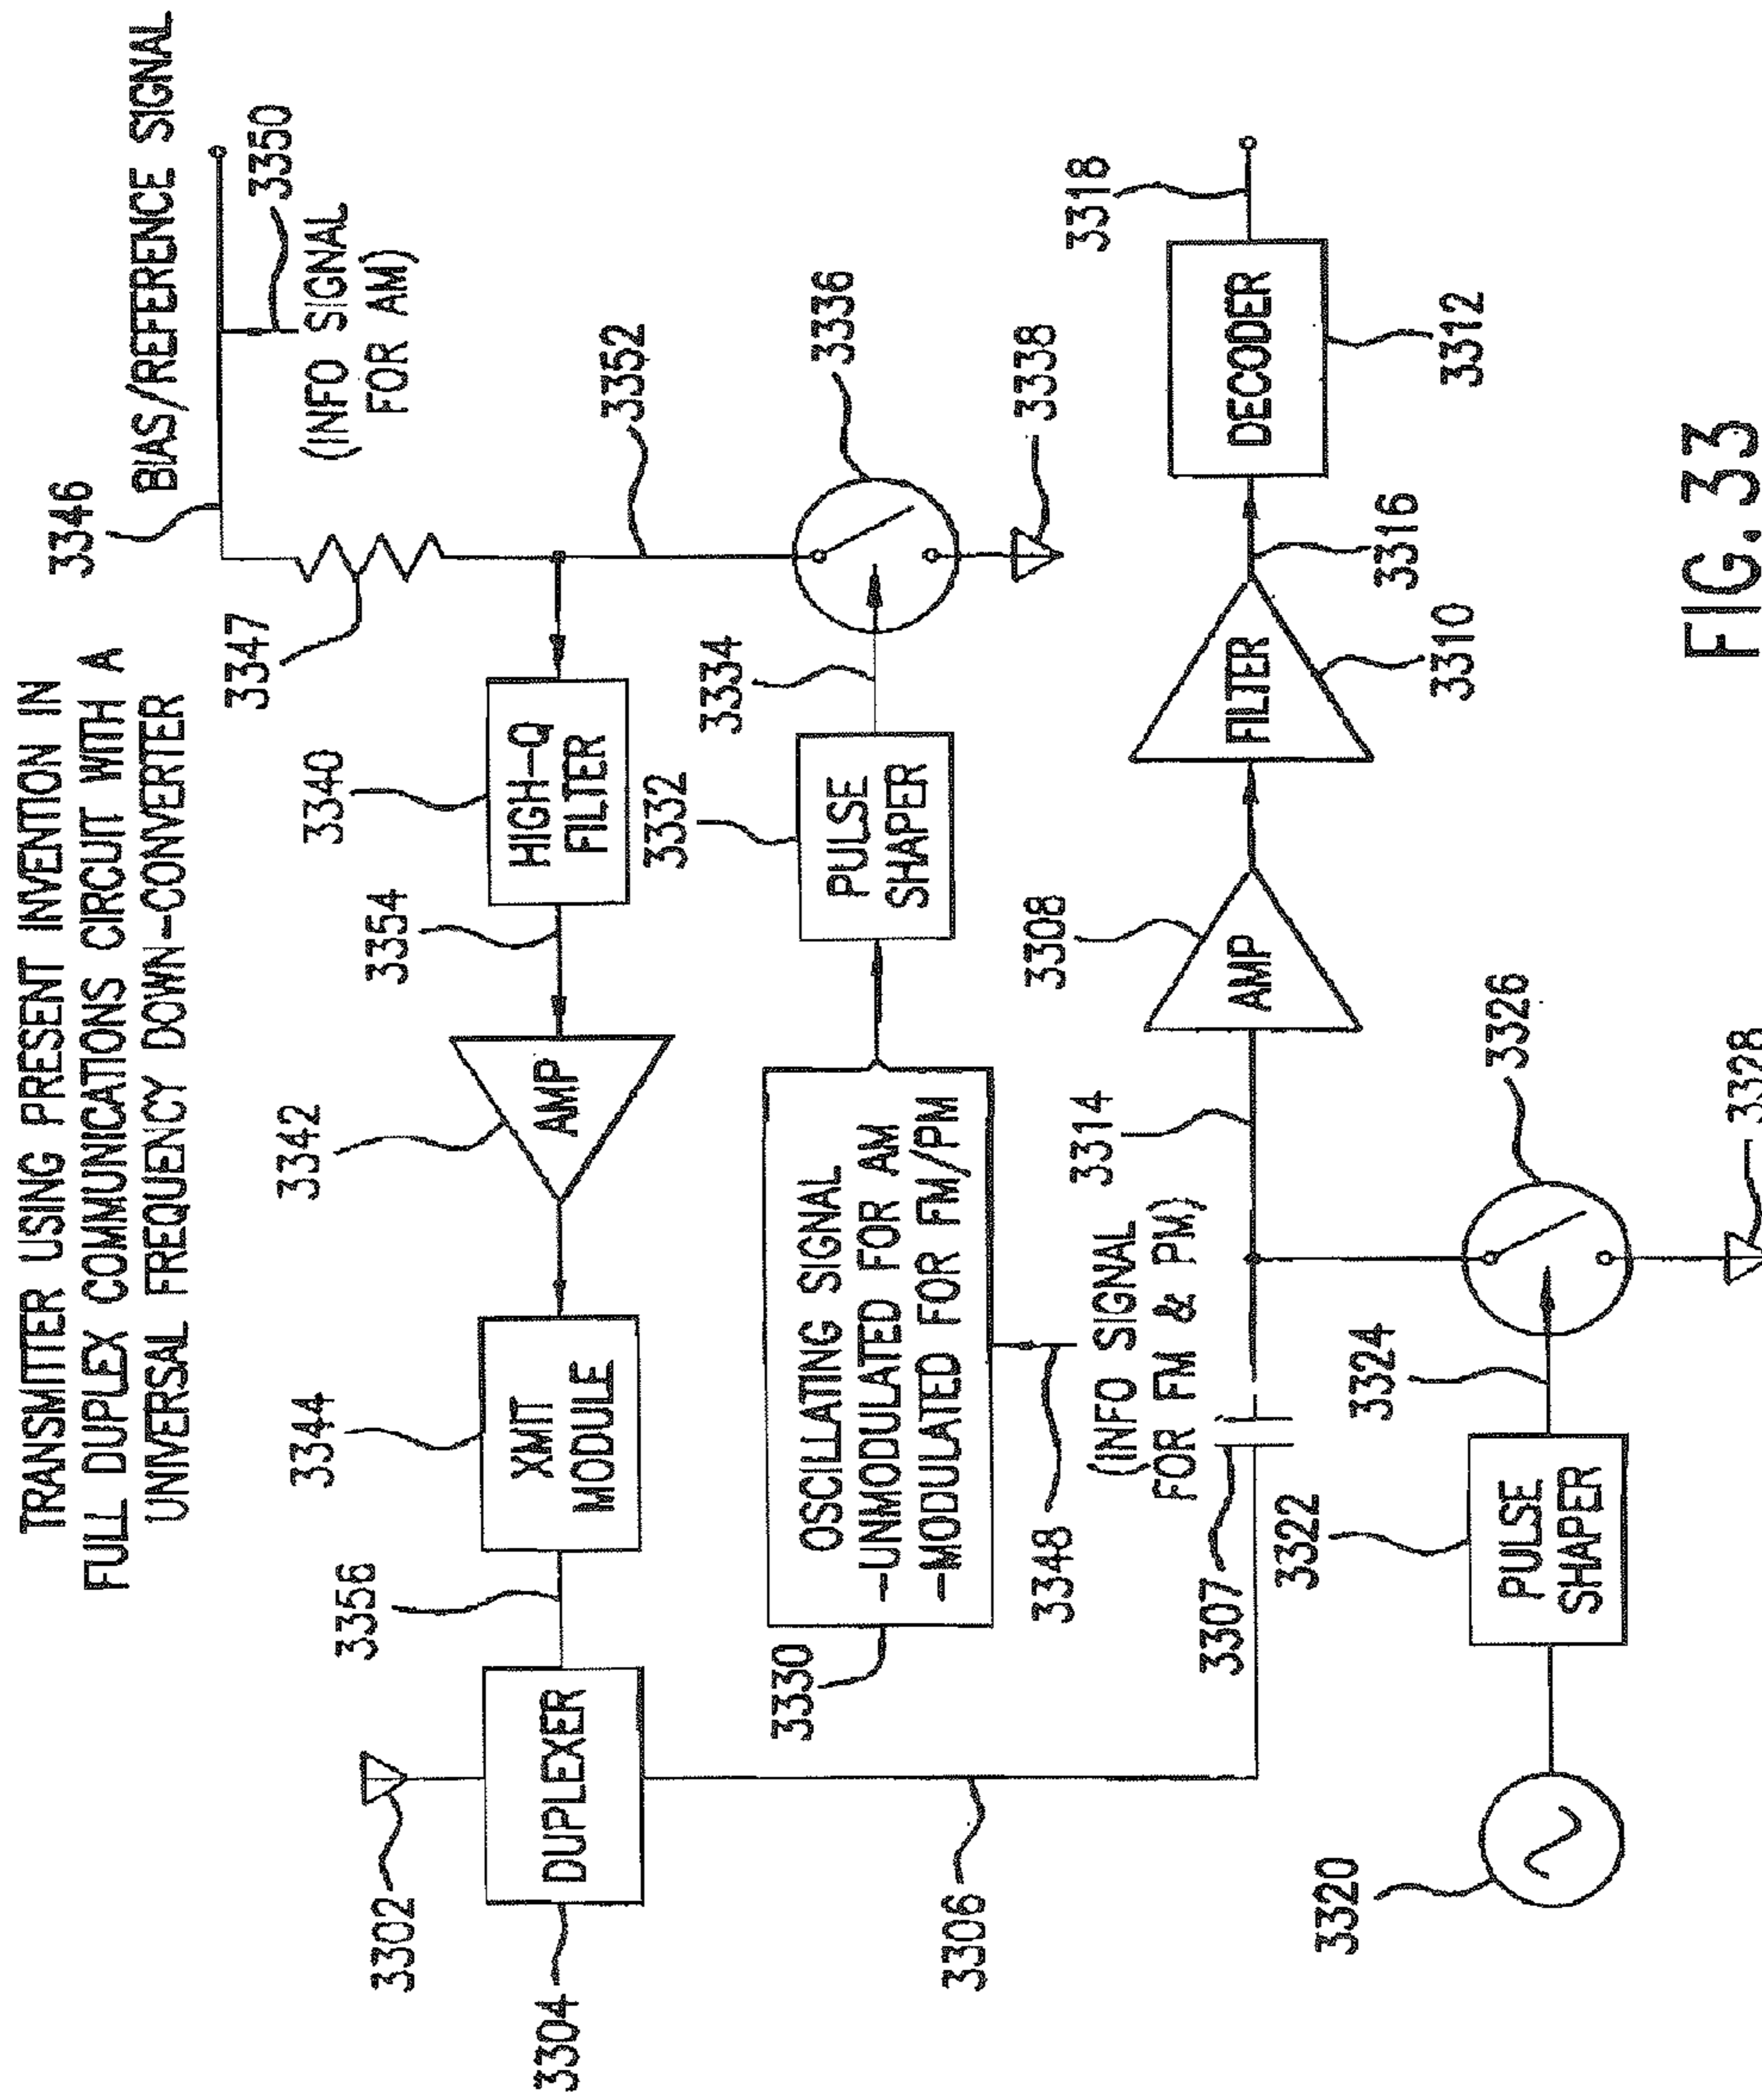 TRANSMITTER USING PRESENT INVENTION IN
FULL DUPLEX COMMUNICATIONS CIRCUIT WITH A
UNIVERSAL FREQUENCY DOWN-CONVERTER
3346
BIAS/REFERENCE SIGNAL
3350
(INFO SIGNAL
FOR AM)
3347
3302
3356
3344
3342
3354
3340
3352
3304
DUPLEXER
XMIT
MODULE
AMP
HIGH-Q
FILTER
3332
3334
3336
3338
3330
OSCILLATING SIGNAL
-UNMODULATED FOR AM
-MODULATED FOR FM/PM
PULSE
SHAPER
3348
(INFO SIGNAL
FOR FM & PM)
3306
3307
3314
3308
AMP
FILTER
3310
3316
DECODER
3312
3318
3320
3322
PULSE
SHAPER
3324
3326
3328
FIG. 33